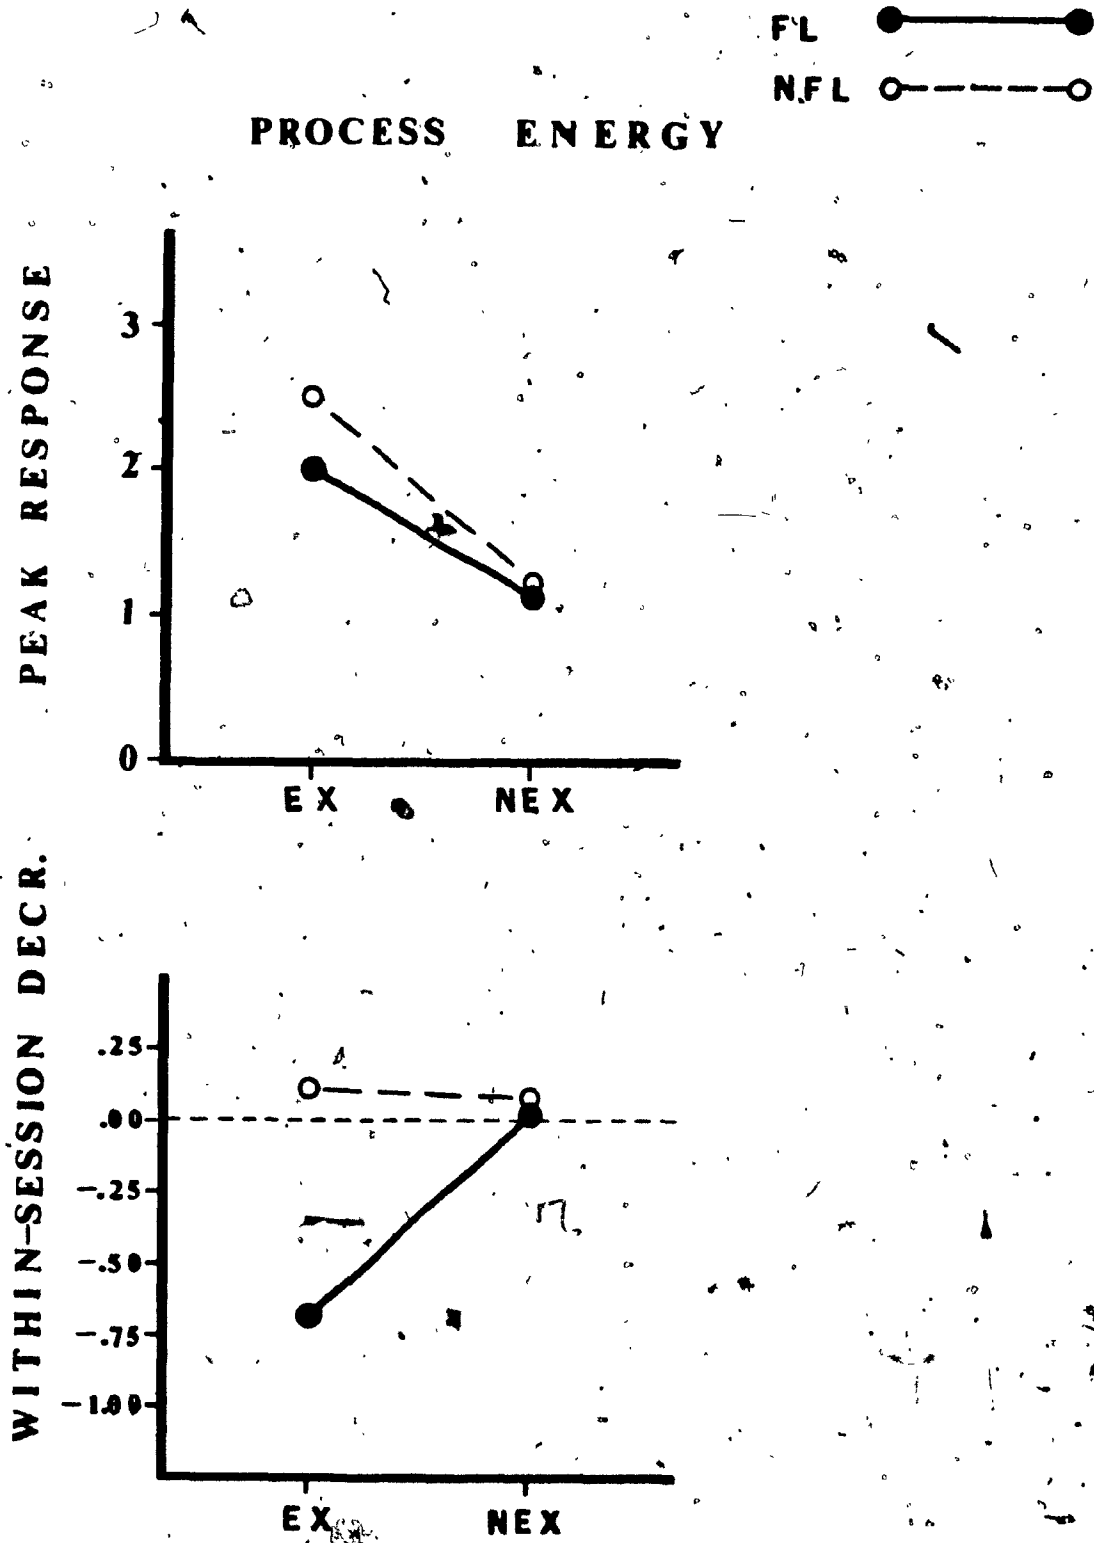 FL
NFL
PROCESS ENERGY
PEAK RESPONSE
3
2
1
0
EX NEX
WITHIN-SESSION DECR.
.25
.00
-.25
-.50
-.75
-1.00
EX NEX